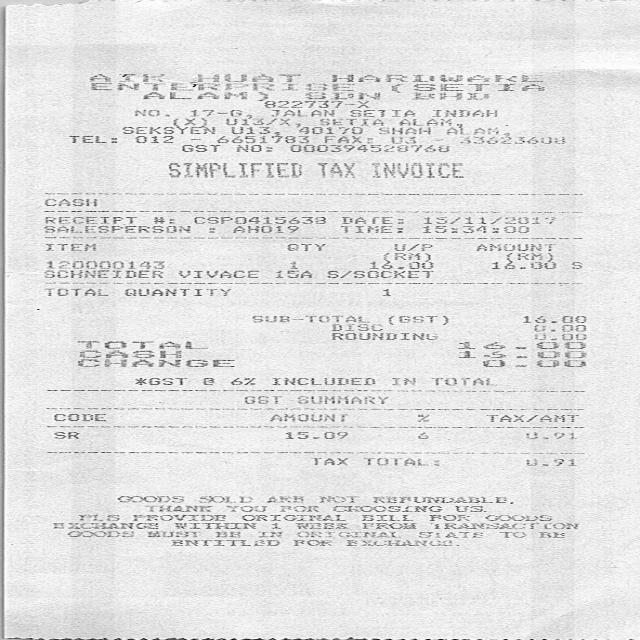 AIK HUAT HARDWARE
ENTERPRISE (SETIA
ALAM) SDN BHD
822737-X
NO. 17-G, JALAN SETIA INDAH
(X) U13/X, SETIA ALAM,
SEKSYEN U13, 40170 SHAH ALAM,
TEL: 012 - 6651783 FAX: 03 - 33623608
GST NO: 000394528768
SIMPLIFIED TAX INVOICE
CASH
RECEIPT #: CSP0415638 DATE: 13/11/2017
SALESPERSON : AH019 TIME: 15:34:00
ITEM QTY U/P AMOUNT
(RM) (RM)
120000143 1 16.00 16.00 S
SCHNEIDER VIVACE 15A S/SOCKET
TOTAL QUANTITY 1
SUB-TOTAL (GST) 16.00
DISC 0.00
ROUNDING 0.00
TOTAL 16.00
CASH
CHANGE 0.00
*GST @ 6% INCLUDED IN TOTAL
GST SUMMARY
CODE AMOUNT % TAX/AMT
SR 15.09 6 0.91
TAX TOTAL: 0.91
GOODS SOLD ARE NOT REFUNDABLE,
THANK YOU FOR CHOOSING US.
PLS PROVIDE ORIGINAL BILL FOR GOODS
EXCHANGE WITHIN 1 WEEK FROM TRANSACTION
GOODS MUST BE IN ORIGINAL STATE TO BE
ENTITLED FOR EXCHANGE.